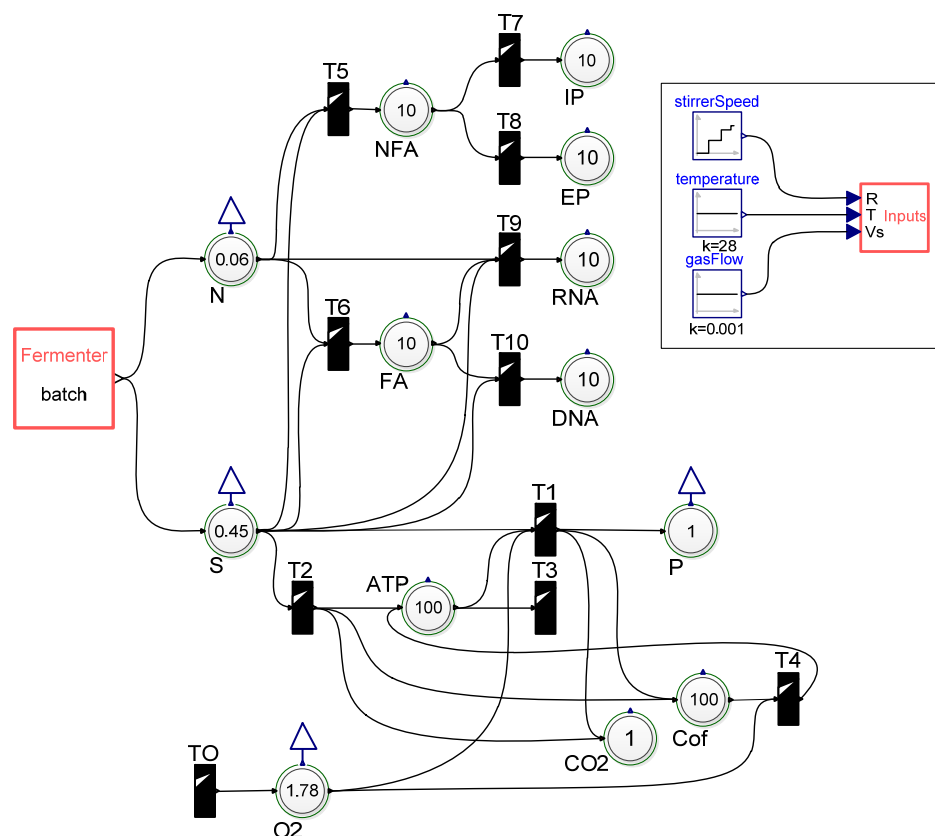 T7
10
IP
T5
10
NFA
T8
10
EP
stirrerSpeed
temperature
k=28
gasFlow
k=0.001
R
T
Vs
Inputs
0.06
N
T9
10
RNA
T6
10
FA
T10
10
DNA
Fermenter
batch
0.45
S
T1
1
P
T2
ATP
100
T3
T4
100
Cof
1
CO2
TO
1.78
O2